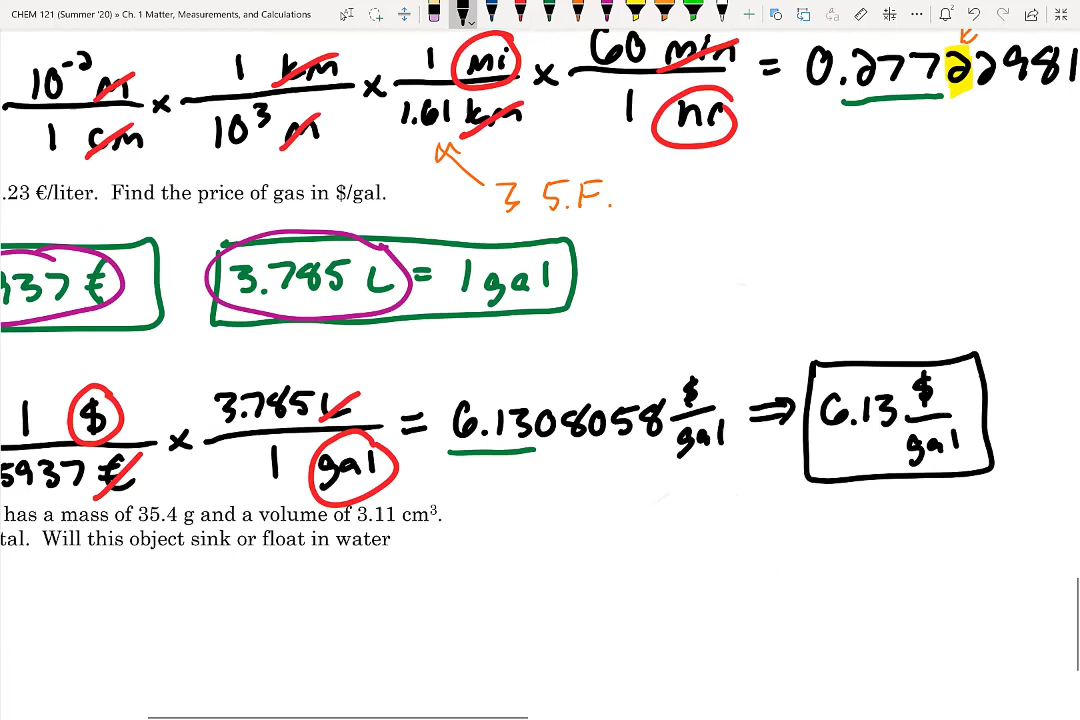 CHEM 121 (Summer '20) » Ch. 1 Matter, Measurements, and Calculations
10⁻² m / 1 cm × 1 km / 10³ m × 1 mi / 1.61 km × 60 min / 1 hr = 0.27722981
3 S.F.
.23 €/liter. Find the price of gas in $/gal.
937 € 3.785 L = 1 gal
1 $ / 5937 € × 3.785 L / 1 gal = 6.1308058 $/gal ⇒ 6.13 $/gal
has a mass of 35.4 g and a volume of 3.11 cm³.
tal. Will this object sink or float in water